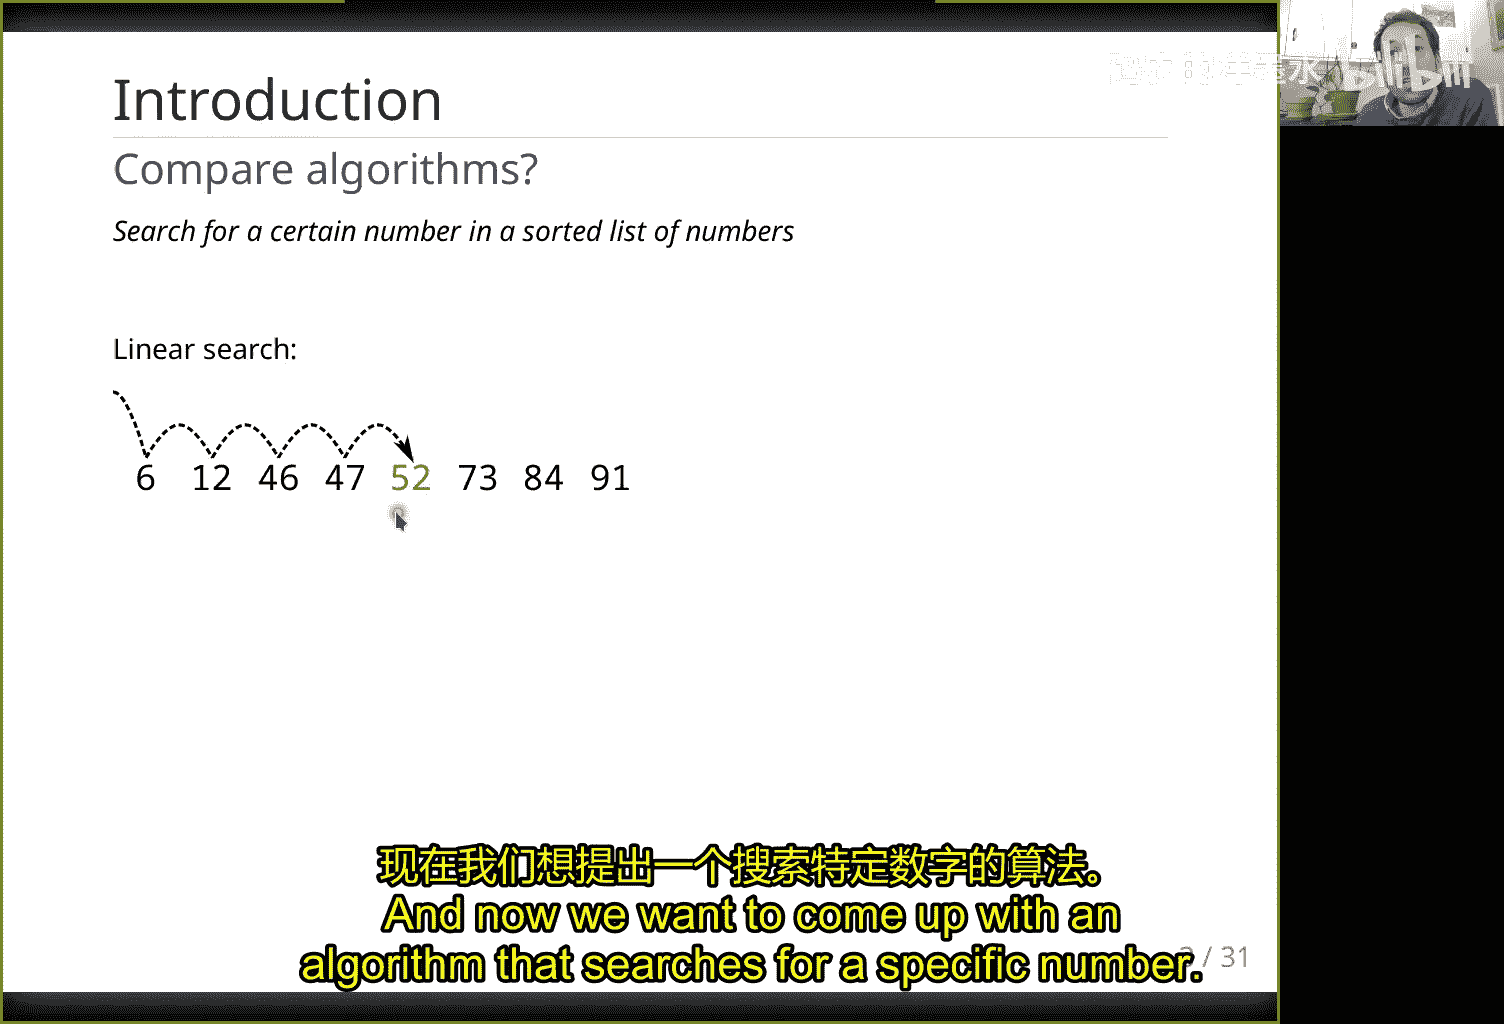 Introduction
Compare algorithms?
Search for a certain number in a sorted list of numbers
Linear search:
6 12 46 47 52 73 84 91
现在我们想提出一个搜索特定数字的算法。
And now we want to come up with an
algorithm that searches for a specific number.
/ 31
bilibili